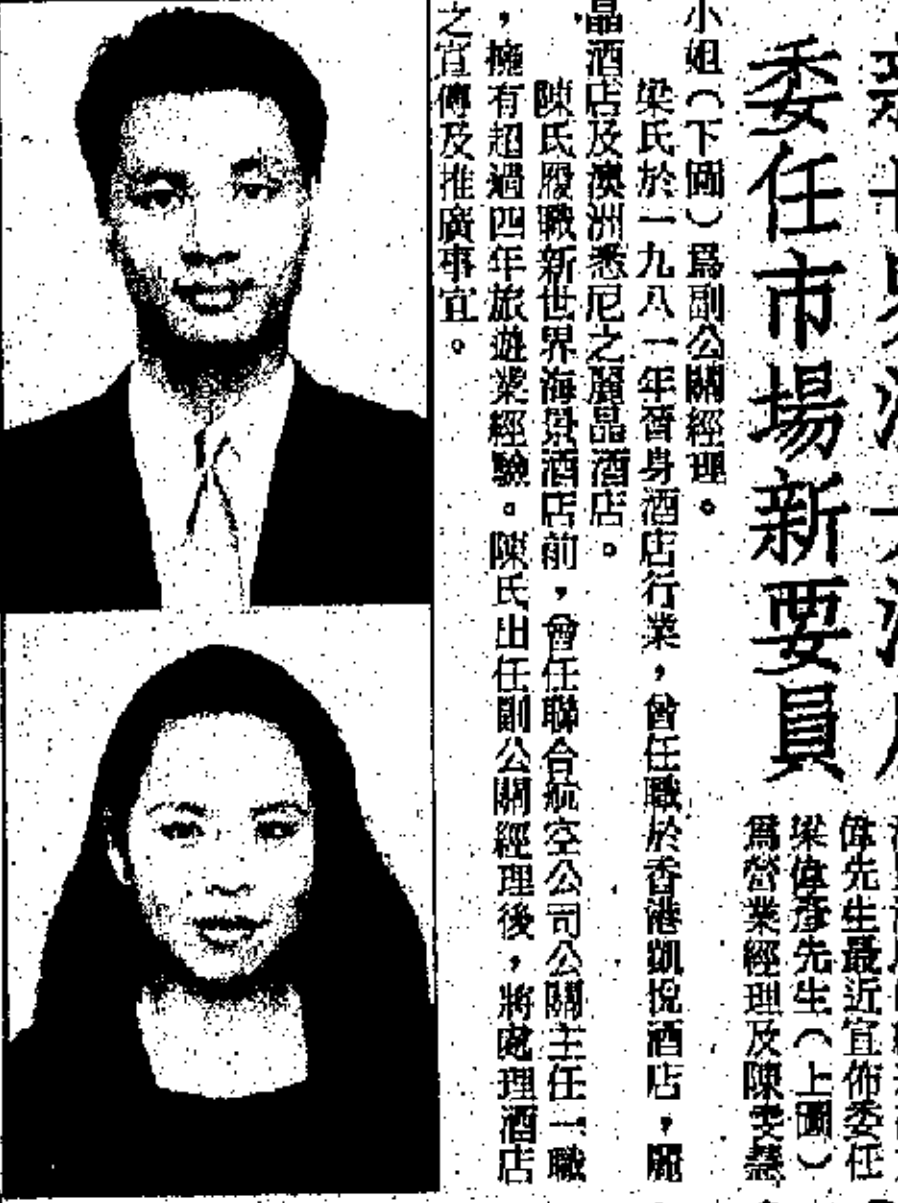 委任市場新要員
偉先生最近宣佈委任
梁偉彥先生(上圖)
爲營業經理及陳雯慧
小姐(下圖)爲副公關經理。
梁氏於一九八一年晉身酒店行業,曾任職於香港凱悅酒店,麗
晶酒店及澳洲悉尼之麗晶酒店。
陳氏履職新世界海景酒店前,曾任聯合航空公司公關主任一職
,擁有超過四年旅遊業經驗。陳氏出任副公關經理後,將處理酒店
之宣傳及推廣事宜。